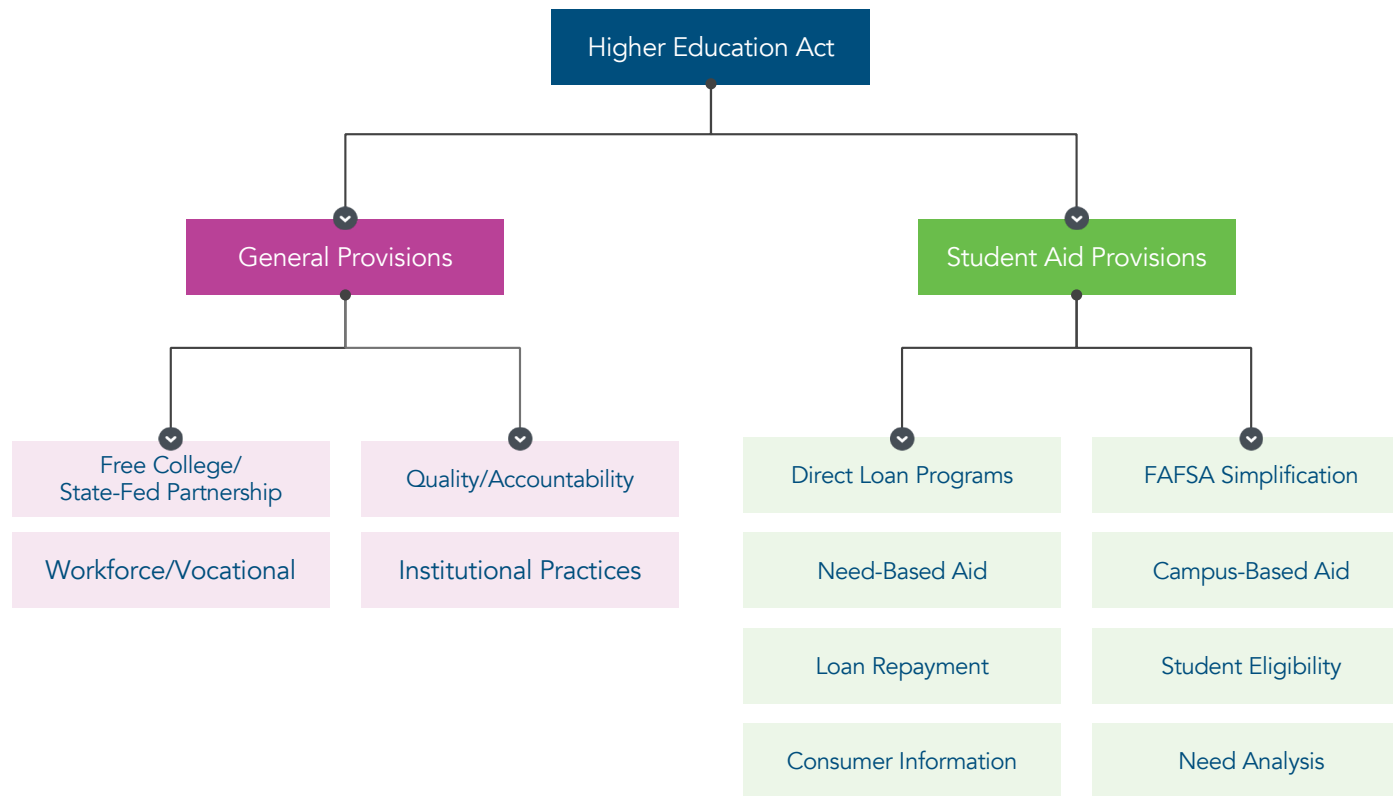 Higher Education Act
General Provisions
Student Aid Provisions
Free College/
State-Fed Partnership
Quality/Accountability
Workforce/Vocational
Institutional Practices
Direct Loan Programs
FAFSA Simplification
Need-Based Aid
Campus-Based Aid
Loan Repayment
Student Eligibility
Consumer Information
Need Analysis